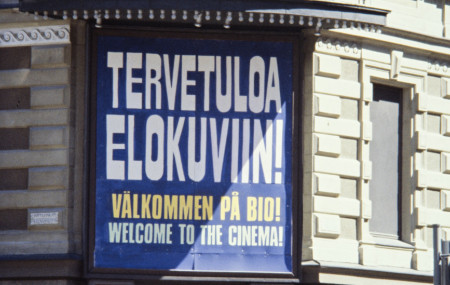 TERVETULOA
ELOKUVIIN!
VÄLKOMMEN PÅ BIO!
WELCOME TO THE CINEMA!